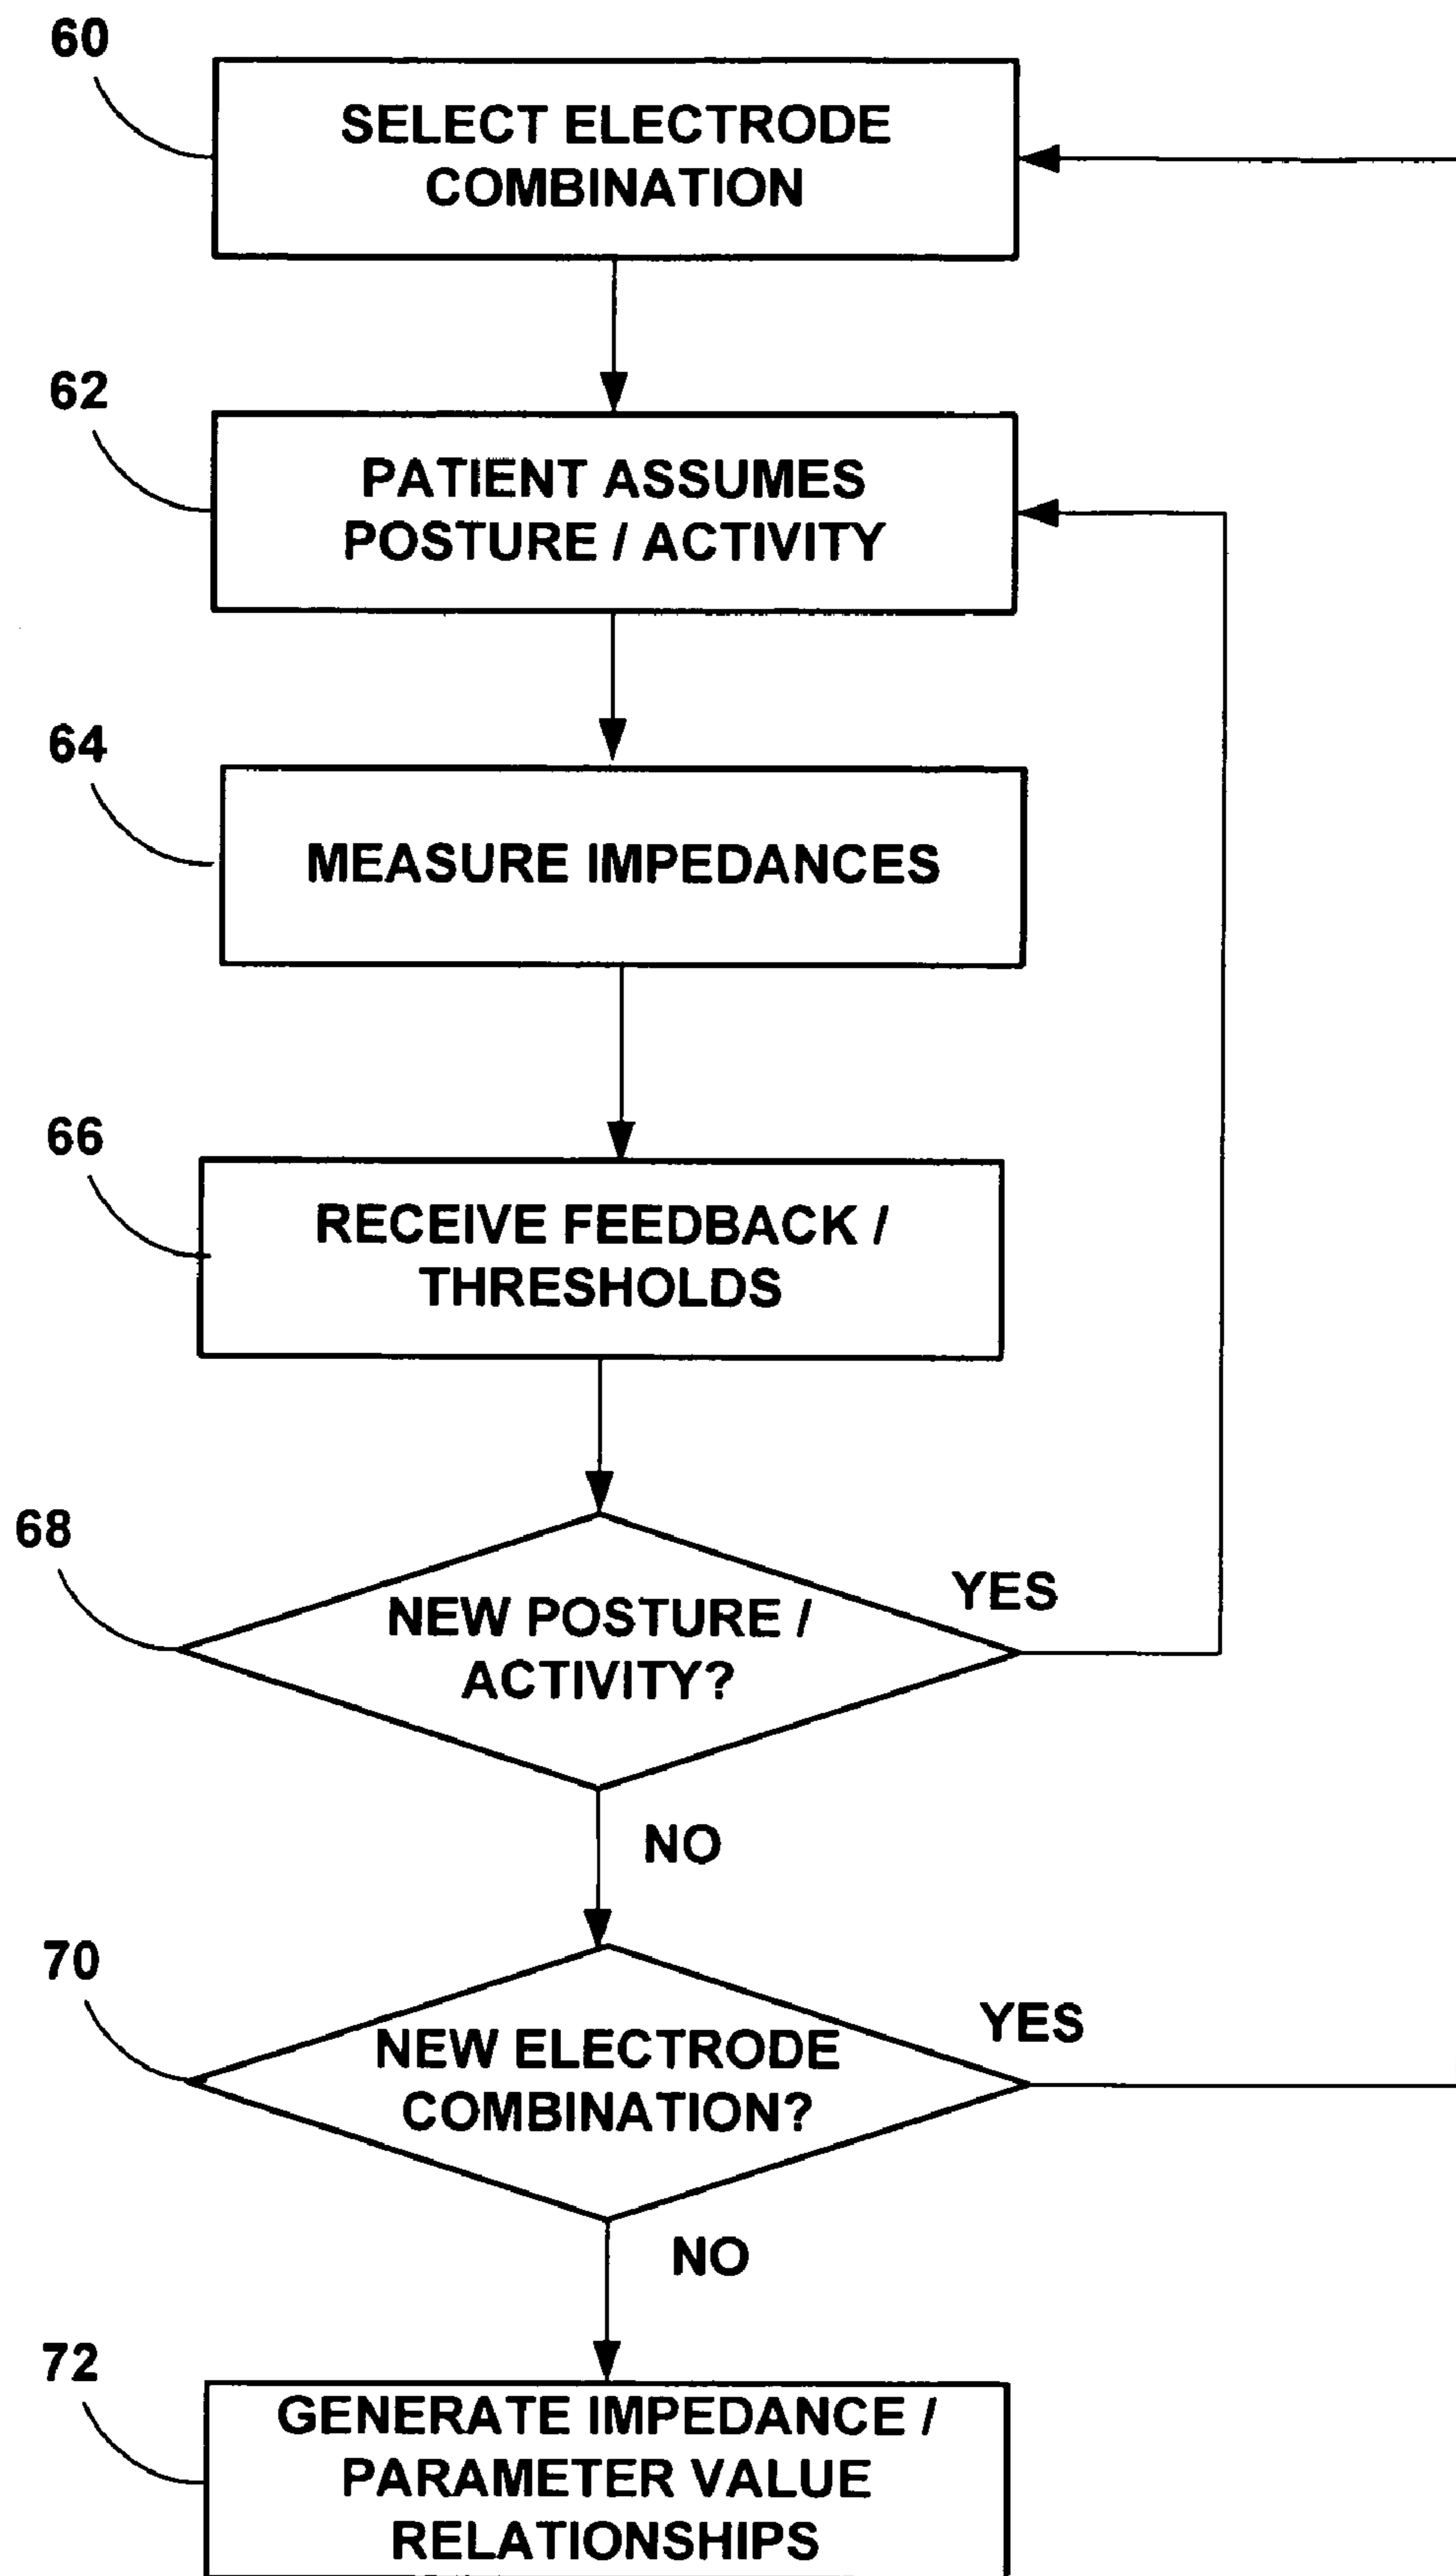 60
SELECT ELECTRODE
COMBINATION
62
PATIENT ASSUMES
POSTURE / ACTIVITY
64
MEASURE IMPEDANCES
66
RECEIVE FEEDBACK /
THRESHOLDS
68
NEW POSTURE /
ACTIVITY?
YES
NO
70
NEW ELECTRODE
COMBINATION?
YES
NO
72
GENERATE IMPEDANCE /
PARAMETER VALUE
RELATIONSHIPS